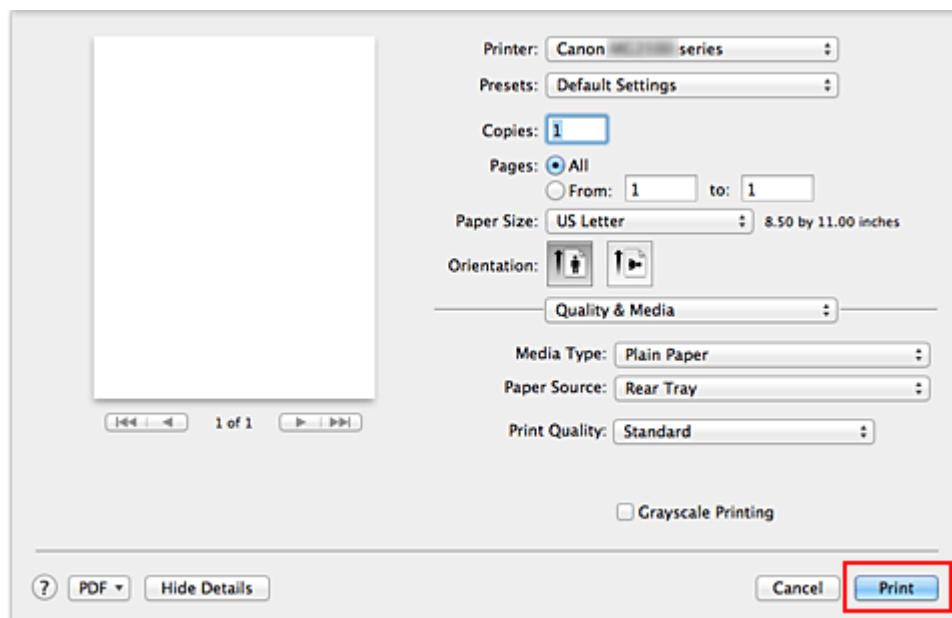 Printer: Canon series
Presets: Default Settings
Copies: 1
Pages: All
From: 1 to: 1
Paper Size: US Letter 8.50 by 11.00 inches
Orientation:
Quality & Media
Media Type: Plain Paper
Paper Source: Rear Tray
1 of 1
Print Quality: Standard
Grayscale Printing
? PDF Hide Details Cancel Print